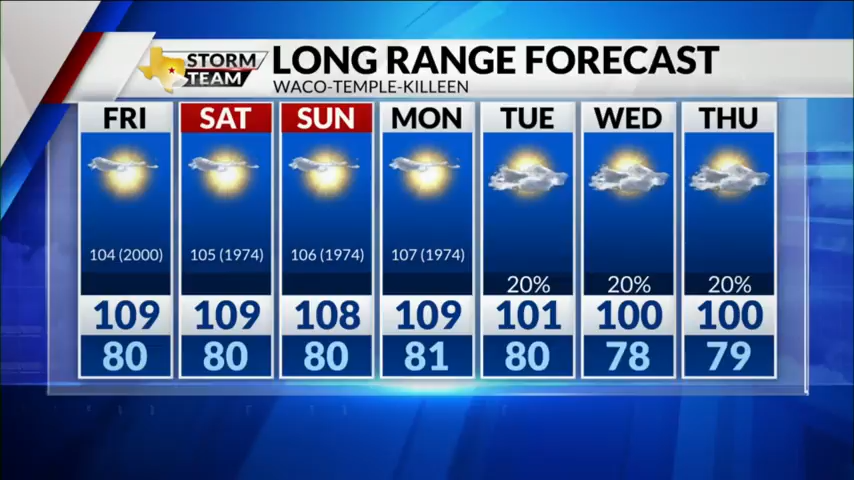 STORM
TEAM
LONG RANGE FORECAST
WACO-TEMPLE-KILLEEN
FRI SAT SUN MON TUE WED THU
104 (2000) 105 (1974) 106 (1974) 107 (1974)
20% 20% 20%
109 109 108 109 101 100 100
80 80 80 81 80 78 79